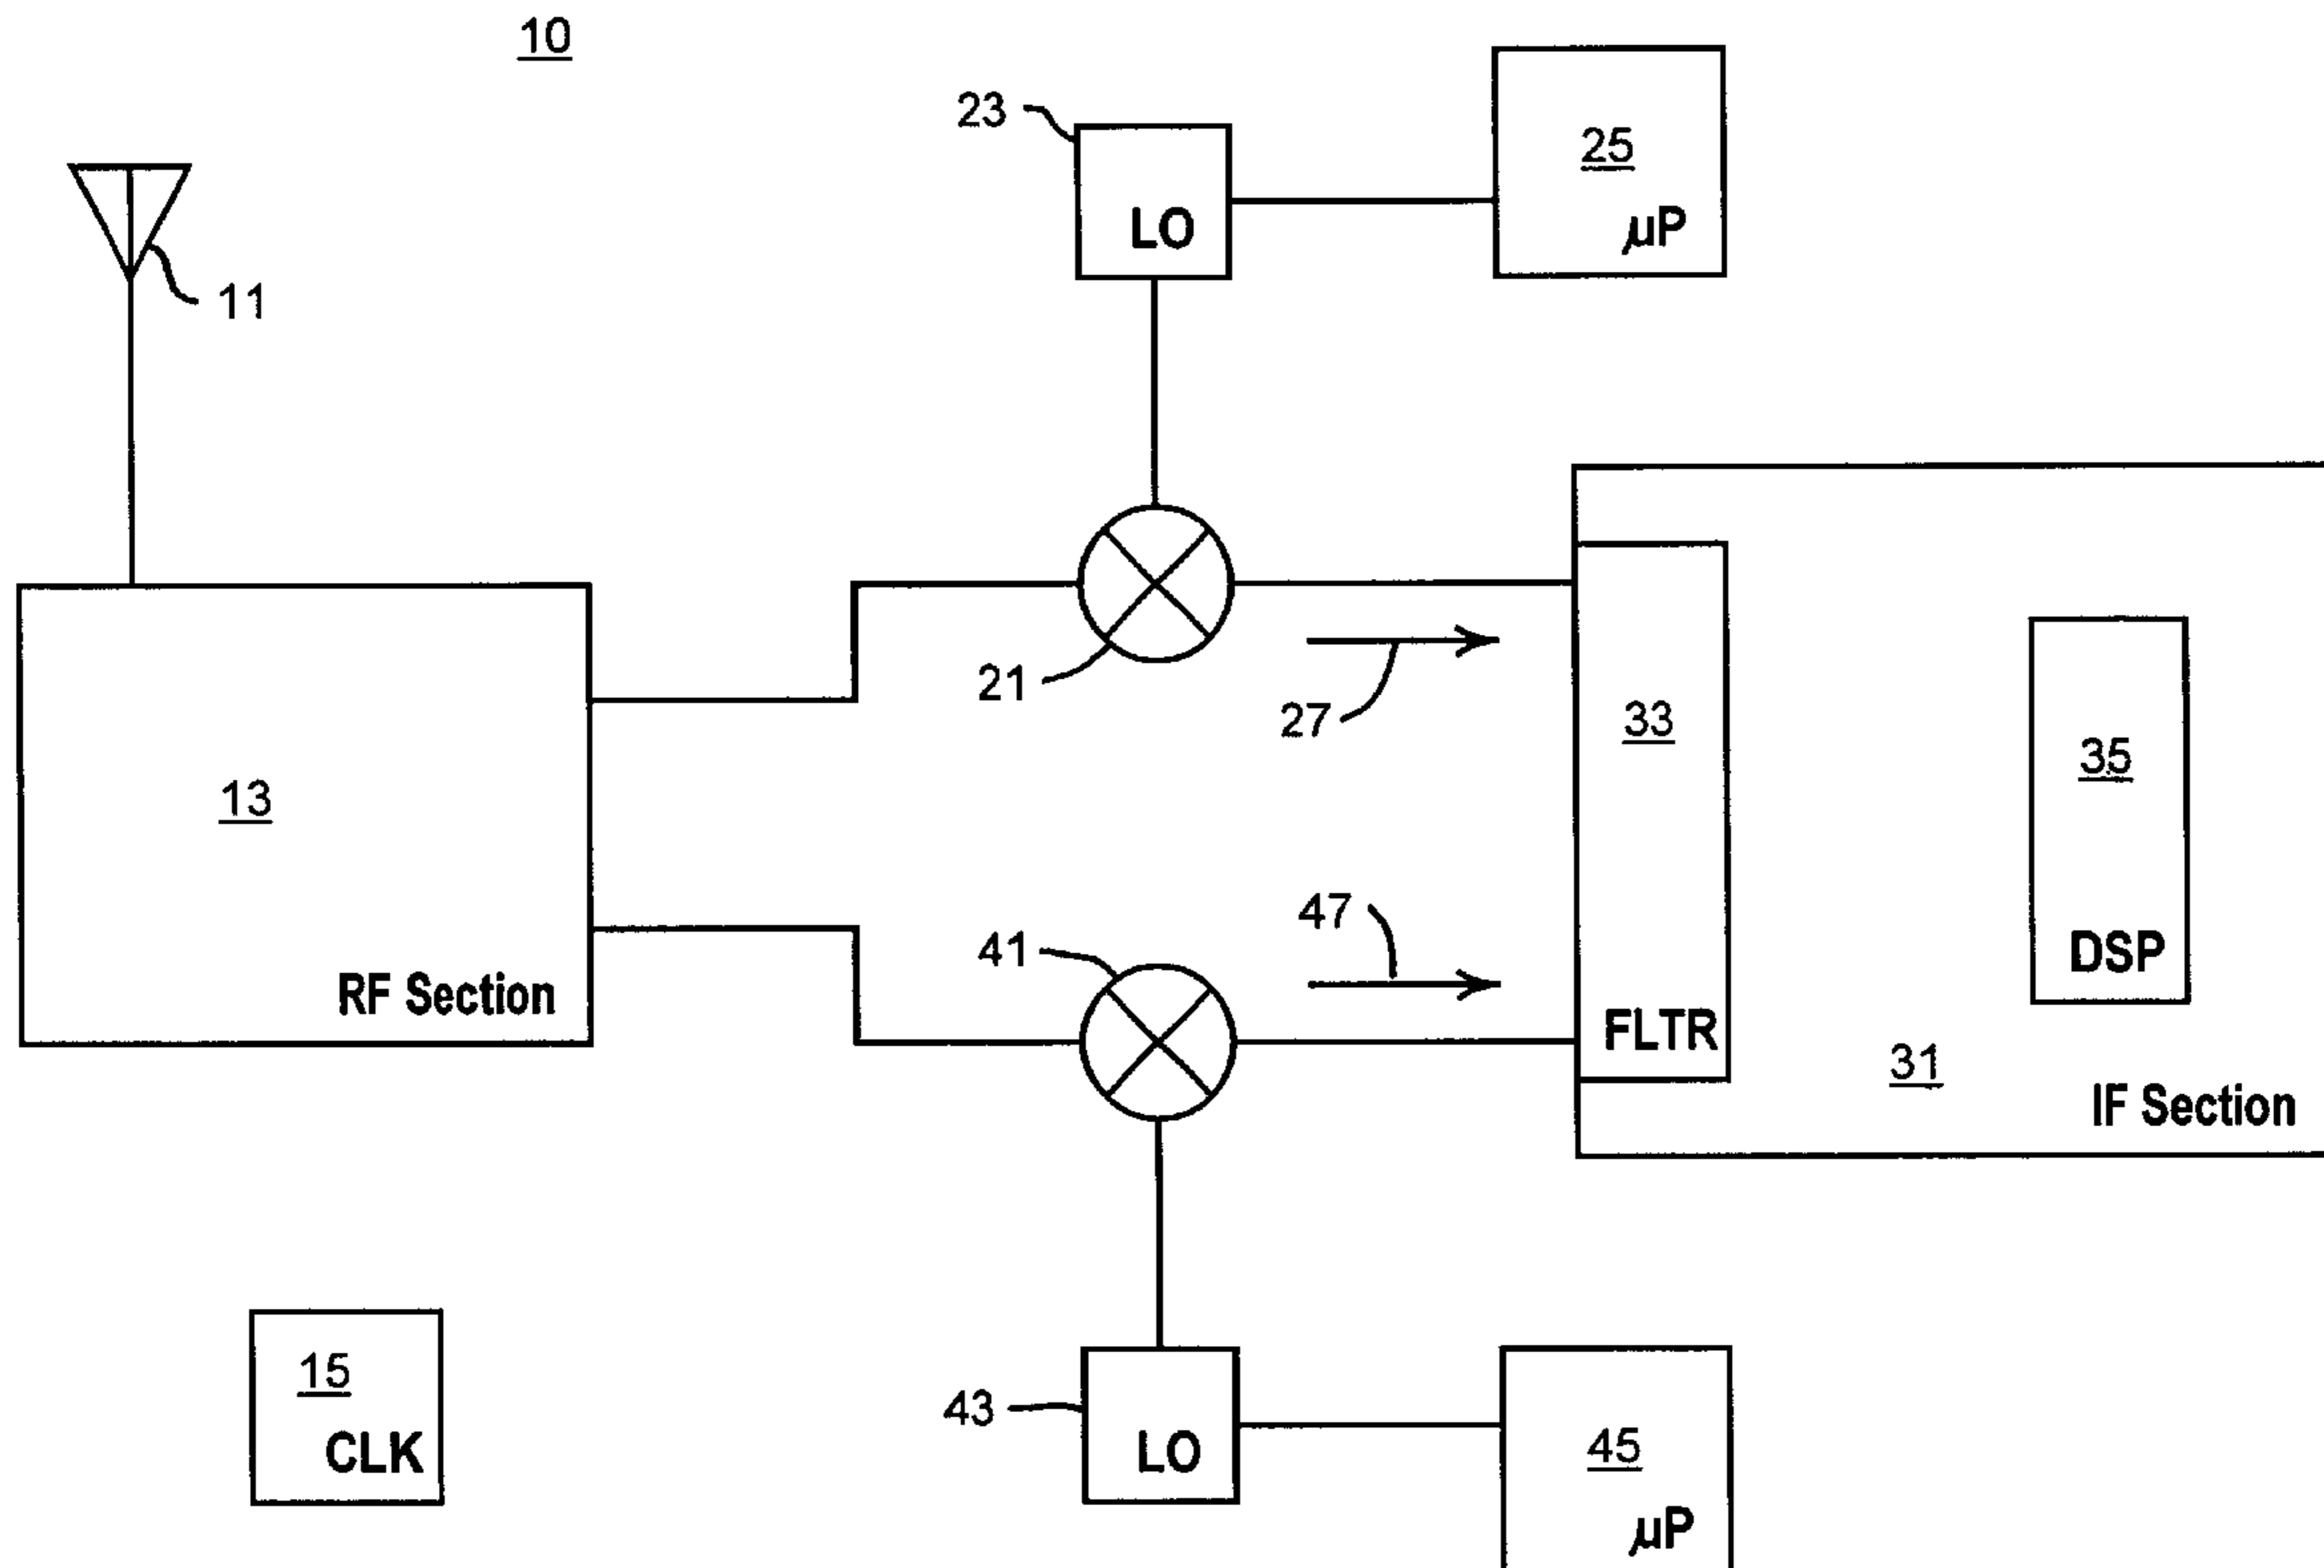 10
23
LO
25
µP
11
21
27
33
FLTR
35
DSP
13
RF Section
41
47
31
IF Section
15
CLK
43
LO
45
µP